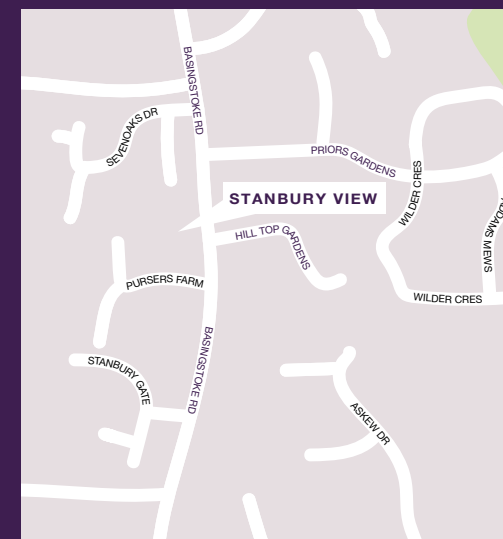 BASINGSTOKE RD
SEVENOAKS DR
PRIORS GARDENS
WILDER CRES
STANBURY VIEW
HILL TOP GARDENS
MEWS
PURSERS FARM
WILDER CRES
BASINGSTOKE RD
STANBURY GATE
ASKEW DR